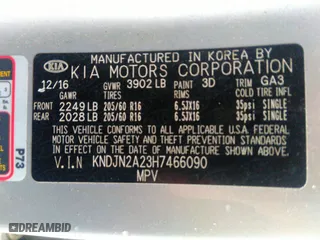 MANUFACTURED IN KOREA BY
KIA KIA MOTORS CORPORATION
12/16 GVWR 3902 LB PAINT 3D TRIM GA3
GAWR TIRES RIMS COLD TIRE INFL
FRONT 2249 LB 205/60 R16 6.5JX16 35psi SINGLE
REAR 2028 LB 205/60 R16 6.5JX16 35psi SINGLE
THIS VEHICLE CONFORMS TO ALL APPLICABLE
FEDERAL MOTOR VEHICLE SAFETY AND THEFT
PREVENTION STANDARDS IN EFFECT ON THE DATE
OF MANUFACTURE SHOWN ABOVE.
V.I.N KNDJN2A23H7466090
MPV
P73
DREAMBID